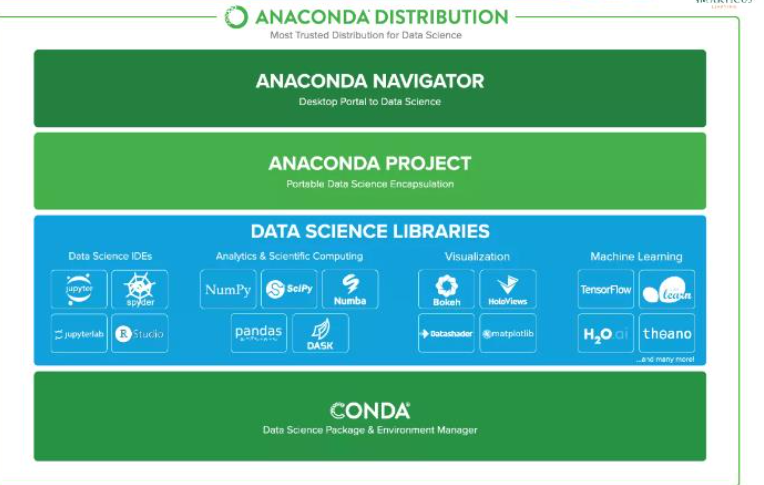 ANACONDA DISTRIBUTION
Most Trusted Distribution for Data Science
ANACONDA NAVIGATOR
Desktop Portal to Data Science
ANACONDA PROJECT
Portable Data Science Encapsulation
DATA SCIENCE LIBRARIES
Data Science IDEs
Analytics & Scientific Computing
Visualization
Machine Learning
jupyter
spyder
NumPy
SciPy
Numba
Bokeh
HoloViews
TensorFlow
learn
jupyterlab
R Studio
pandas
DASK
Datashader
matplotlib
H2O.ai
theano
...and many more!
CONDA®
Data Science Package & Environment Manager